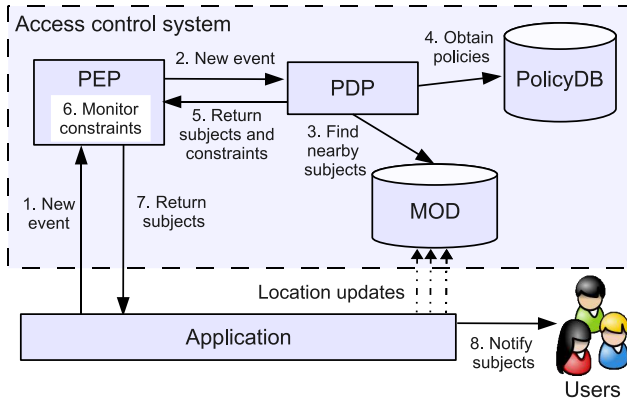 Access control system
PEP
6. Monitor
constraints
2. New event
PDP
4. Obtain
policies
PolicyDB
5. Return
subjects and
constraints
3. Find
nearby
subjects
MOD
1. New
event
7. Return
subjects
Location updates
Application
8. Notify
subjects
Users